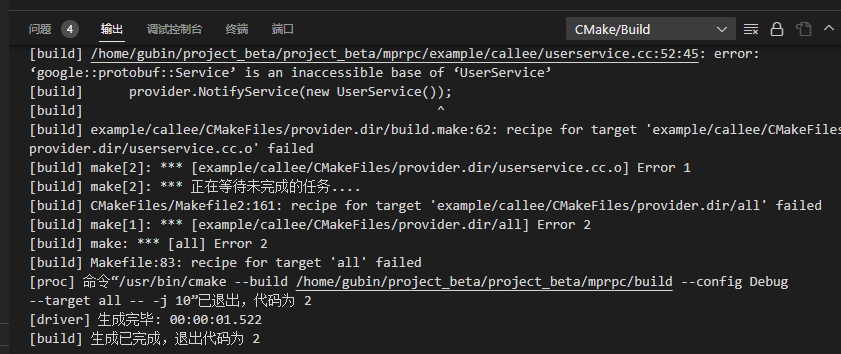 问题 4 输出 调试控制台 终端 端口 CMake/Build
[build] /home/gubin/project_beta/project_beta/mprpc/example/callee/userservice.cc:52:45: error:
‘google::protobuf::Service’ is an inaccessible base of ‘UserService’
[build]      provider.NotifyService(new UserService());
[build]                                              ^
[build] example/callee/CMakeFiles/provider.dir/build.make:62: recipe for target 'example/callee/CMakeFiles
provider.dir/userservice.cc.o' failed
[build] make[2]: *** [example/callee/CMakeFiles/provider.dir/userservice.cc.o] Error 1
[build] make[2]: *** 正在等待未完成的任务....
[build] CMakeFiles/Makefile2:161: recipe for target 'example/callee/CMakeFiles/provider.dir/all' failed
[build] make[1]: *** [example/callee/CMakeFiles/provider.dir/all] Error 2
[build] make: *** [all] Error 2
[build] Makefile:83: recipe for target 'all' failed
[proc] 命令“/usr/bin/cmake --build /home/gubin/project_beta/project_beta/mprpc/build --config Debug
--target all -- -j 10”已退出，代码为 2
[driver] 生成完毕: 00:00:01.522
[build] 生成已完成，退出代码为 2